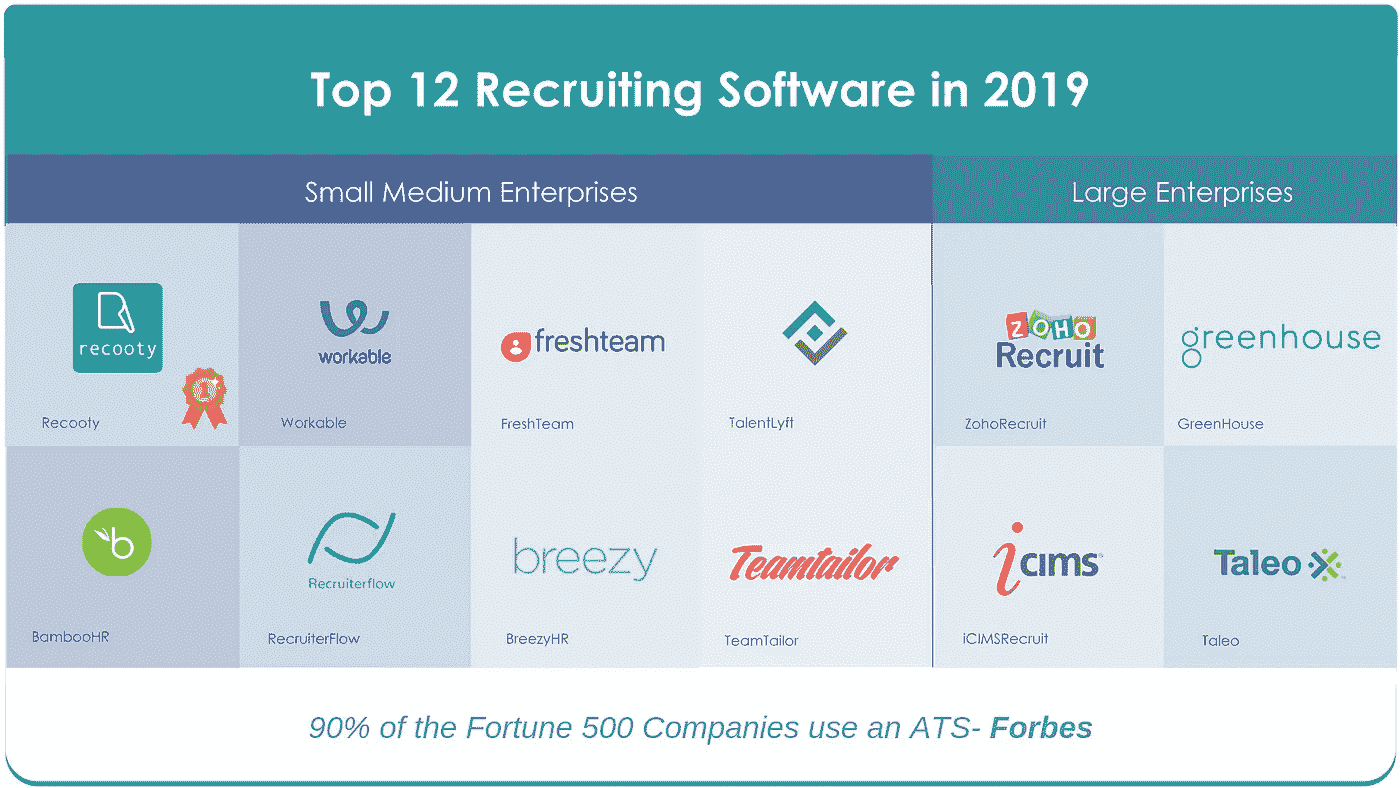 Top 12 Recruiting Software in 2019
Small Medium Enterprises
Large Enterprises
recooty
1
Recooty
workable
Workable
freshteam
FreshTeam
TalentLyft
ZOHO
Recruit
ZohoRecruit
greenhouse
GreenHouse
b
BambooHR
Recruiterflow
RecruiterFlow
breezy
BreezyHR
Teamtailor
TeamTailor
icims
iCIMSRecruit
Taleo
Taleo
90% of the Fortune 500 Companies use an ATS- Forbes